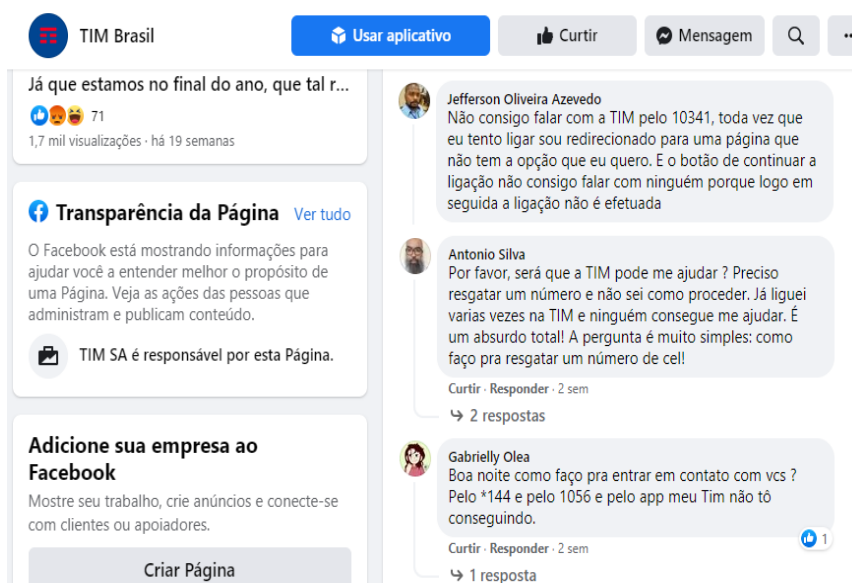 TIM Brasil
Usar aplicativo
Curtir
Mensagem
Já que estamos no final do ano, que tal r...
71
1,7 mil visualizações · há 19 semanas
Transparência da Página Ver tudo
O Facebook está mostrando informações para
ajudar você a entender melhor o propósito de
uma Página. Veja as ações das pessoas que
administram e publicam conteúdo.
TIM SA é responsável por esta Página.
Adicione sua empresa ao
Facebook
Mostre seu trabalho, crie anúncios e conecte-se
com clientes ou apoiadores.
Criar Página
Jefferson Oliveira Azevedo
Não consigo falar com a TIM pelo 10341, toda vez que
eu tento ligar sou redirecionado para uma página que
não tem a opção que eu quero. E o botão de continuar a
ligação não consigo falar com ninguém porque logo em
seguida a ligação não é efetuada
Antonio Silva
Por favor, será que a TIM pode me ajudar ? Preciso
resgatar um número e não sei como proceder. Já liguei
varias vezes na TIM e ninguém consegue me ajudar. É
um absurdo total! A pergunta é muito simples: como
faço pra resgatar um número de cel!
Curtir · Responder · 2 sem
2 respostas
Gabrielly Olea
Boa noite como faço pra entrar em contato com vcs ?
Pelo *144 e pelo 1056 e pelo app meu Tim não tô
conseguindo.
1
Curtir · Responder · 2 sem
1 resposta